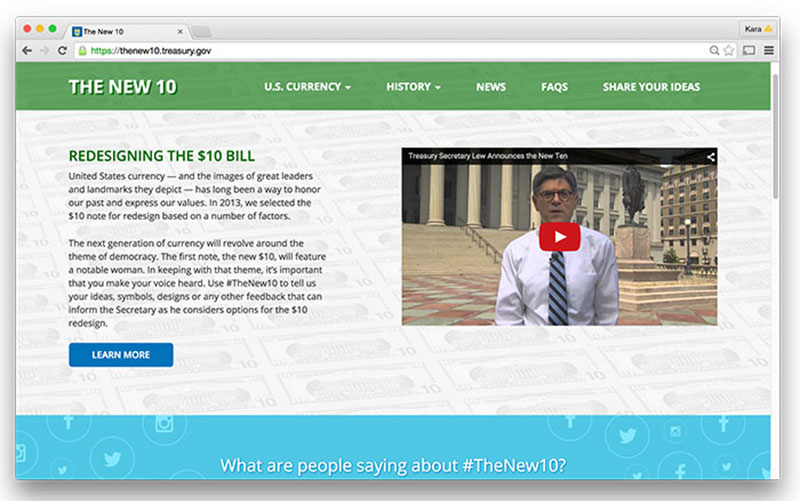 The New 10
Kara
https://thenew10.treasury.gov
THE NEW 10
U.S. CURRENCY
HISTORY
NEWS
FAQS
SHARE YOUR IDEAS
REDESIGNING THE $10 BILL
United States currency — and the images of great leaders
and landmarks they depict — has long been a way to honor
our past and express our values. In 2013, we selected the
$10 note for redesign based on a number of factors.
The next generation of currency will revolve around the
theme of democracy. The first note, the new $10, will feature
a notable woman. In keeping with that theme, it's important
that you make your voice heard. Use #TheNew10 to tell us
your ideas, symbols, designs or any other feedback that can
inform the Secretary as he considers options for the $10
redesign.
LEARN MORE
Treasury Secretary Lew Announces the New Ten
What are people saying about #TheNew10?